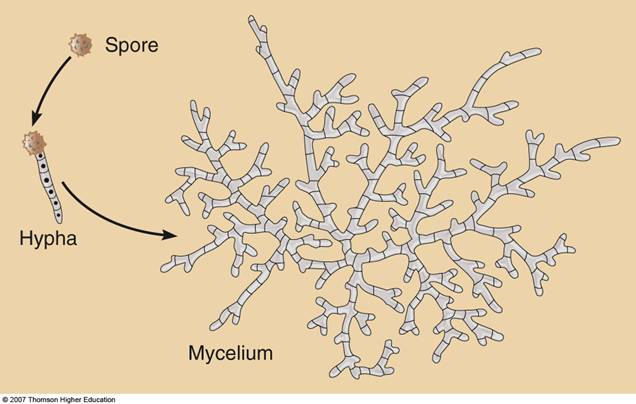 Spore
Hypha
Mycelium
© 2007 Thomson Higher Education